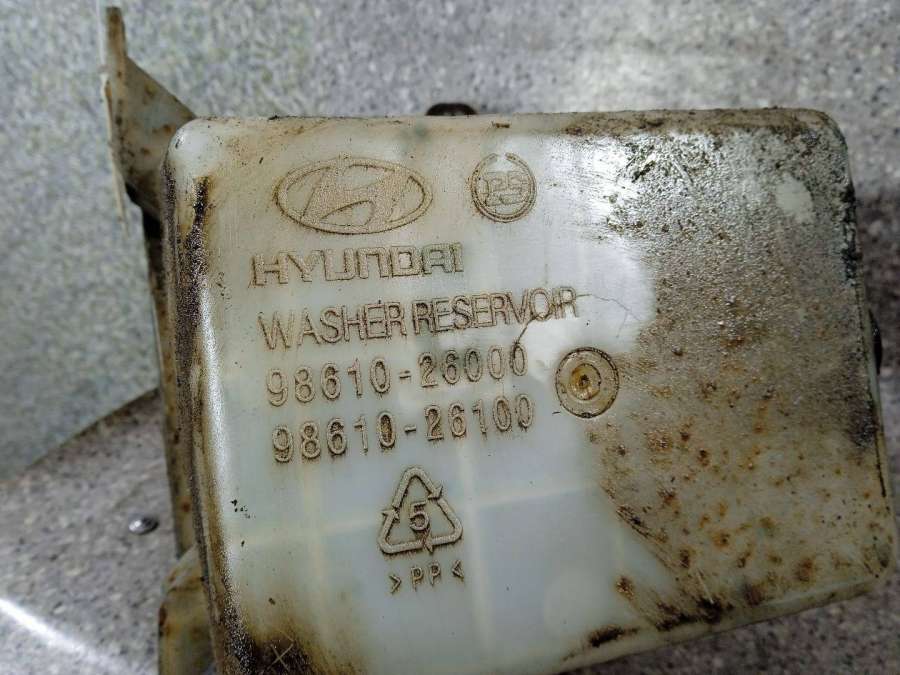 HYUNDAI
WASHER RESERVOIR
98610-26000
98610-26100
5
>PP<